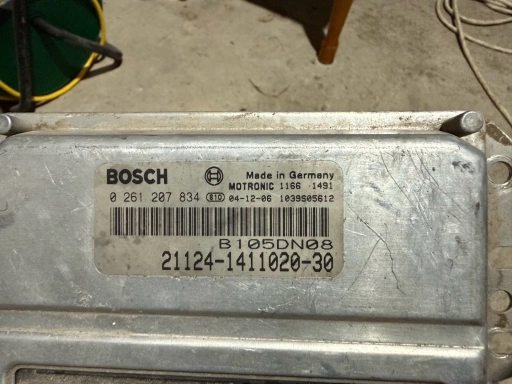 BOSCH Made in Germany
MOTRONIC 1166 1491
0 261 207 834 04-12-06 1039S05612
B105DN08
21124-1411020-30